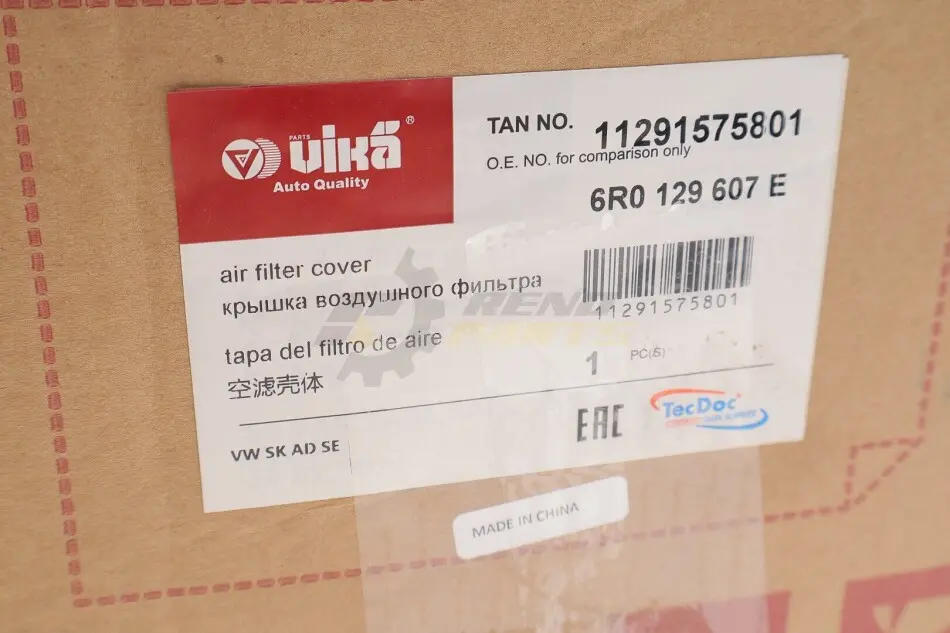 PARTS
vika®
Auto Quality
TAN NO. 11291575801
O.E. NO. for comparison only
6R0 129 607 E
air filter cover
крышка воздушного фильтра
tapa del filtro de aire
空滤壳体
11291575801
1 PC(S)
VW SK AD SE
EAC
TecDoc
MADE IN CHINA
PARTS